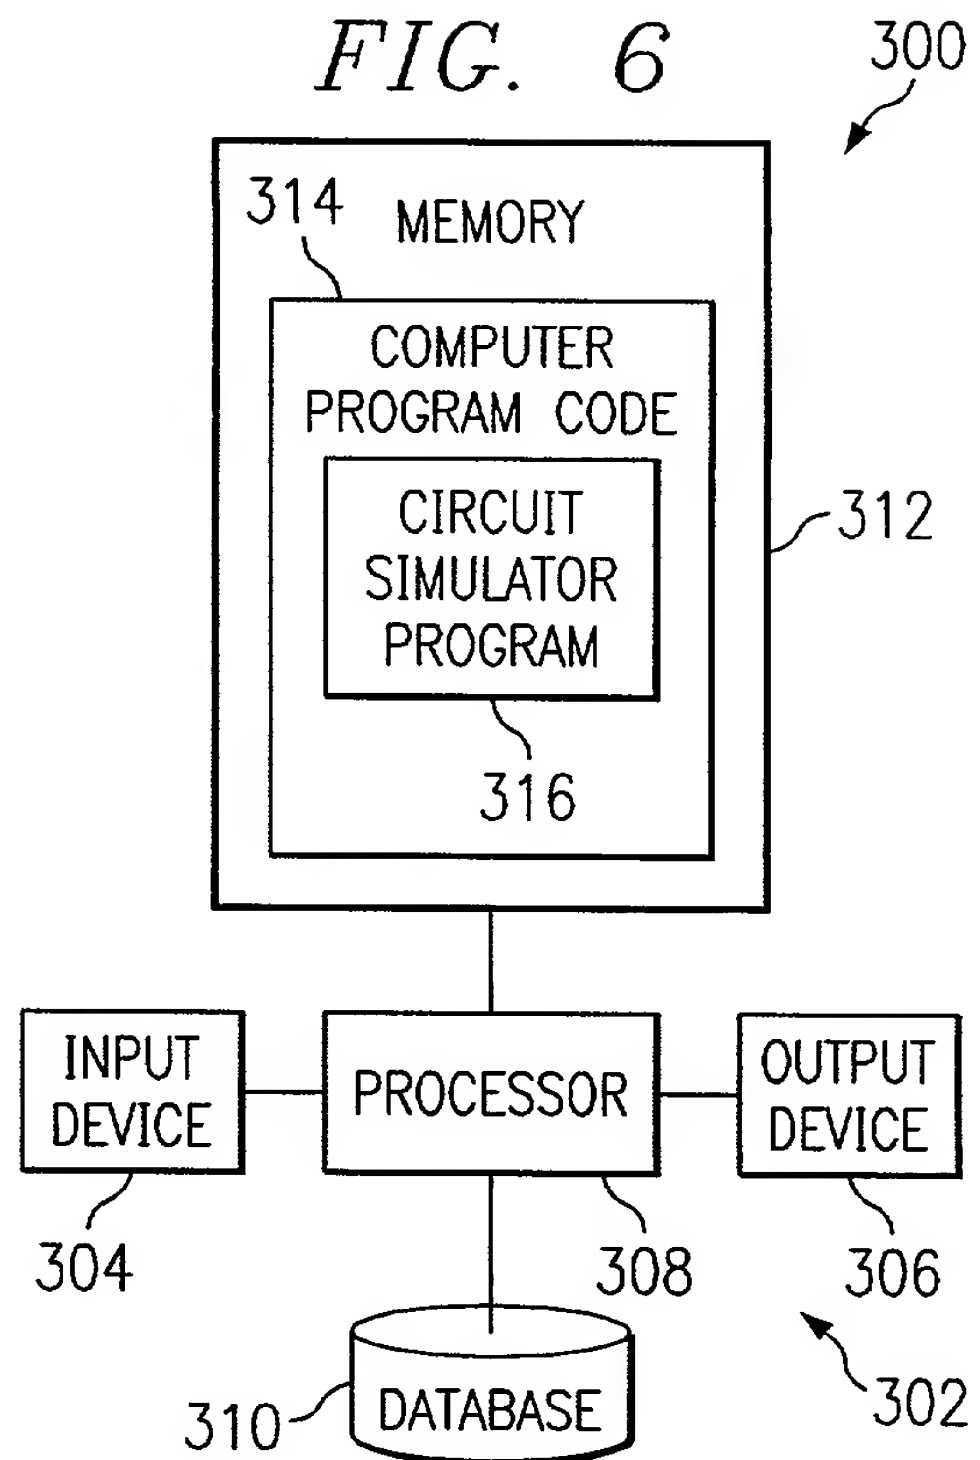 FIG. 6
300
314
MEMORY
COMPUTER
PROGRAM CODE
CIRCUIT
SIMULATOR
PROGRAM
312
316
INPUT
DEVICE
PROCESSOR
OUTPUT
DEVICE
304
308
306
302
310
DATABASE